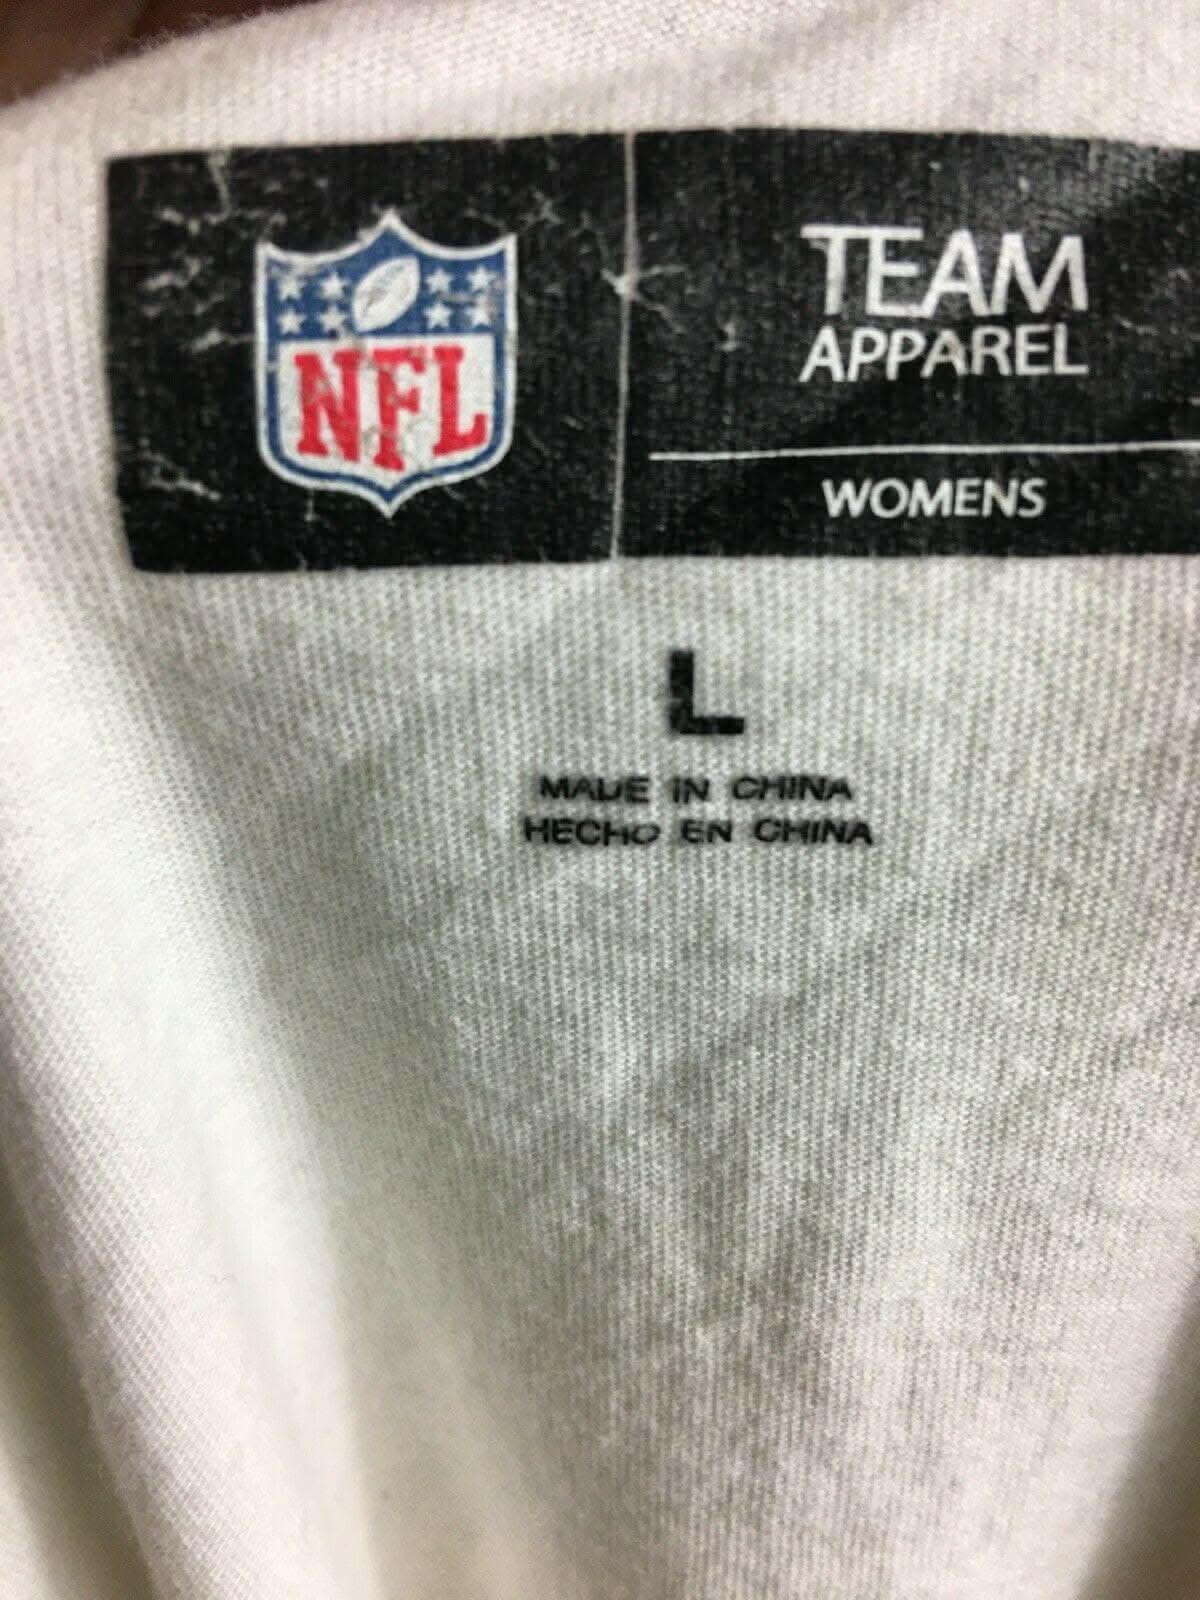 NFL
TEAM
APPAREL
WOMENS
L
MADE IN CHINA
HECHO EN CHINA